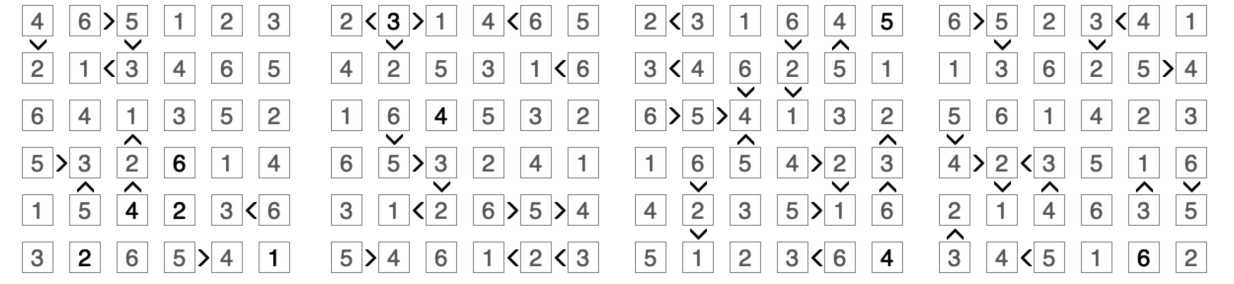 4 6 > 5 1 2 3 2 < 3 > 1 4 < 6 5 2 < 3 1 6 4 5 6 > 5 2 3 < 4 1
2 1 < 3 4 6 5 4 2 5 3 1 < 6 3 < 4 6 2 5 1 1 3 6 2 5 > 4
6 4 1 3 5 2 1 6 4 5 3 2 6 > 5 > 4 1 3 2 5 6 1 4 2 3
5 > 3 2 6 1 4 6 5 > 3 2 4 1 1 6 5 4 > 2 3 4 > 2 < 3 5 1 6
1 5 4 2 3 < 6 3 1 < 2 6 > 5 > 4 4 2 3 5 > 1 6 2 1 4 6 3 5
3 2 6 5 > 4 1 5 > 4 6 1 < 2 < 3 5 1 2 3 < 6 4 3 4 < 5 1 6 2